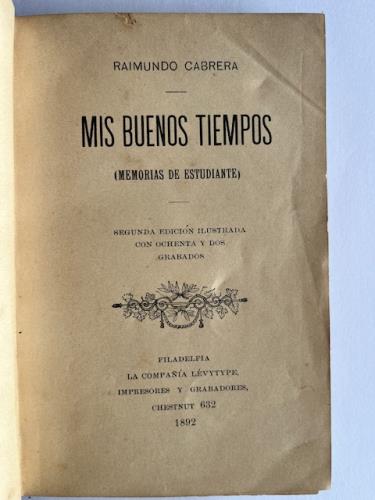 RAIMUNDO CABRERA
MIS BUENOS TIEMPOS
(MEMORIAS DE ESTUDIANTE)
SEGUNDA EDICIÓN ILUSTRADA
CON OCHENTA Y DOS
GRABADOS
FILADELFIA
LA COMPAÑÍA LÉVYTYPE,
IMPRESORES Y GRABADORES,
CHESTNUT 632
1892